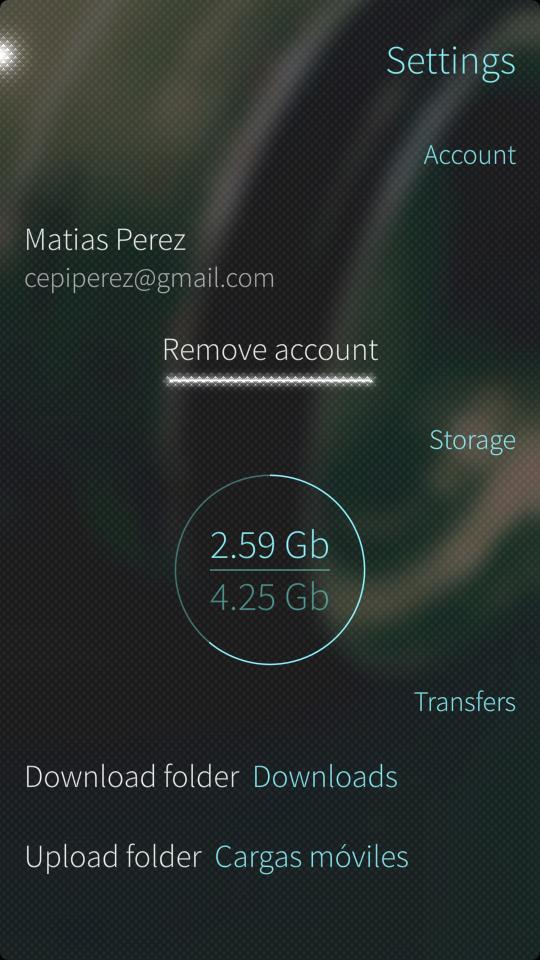 Settings
Account
Matias Perez
cepiperez@gmail.com
Remove account
Storage
2.59 Gb
4.25 Gb
Transfers
Download folder Downloads
Upload folder Cargas móviles